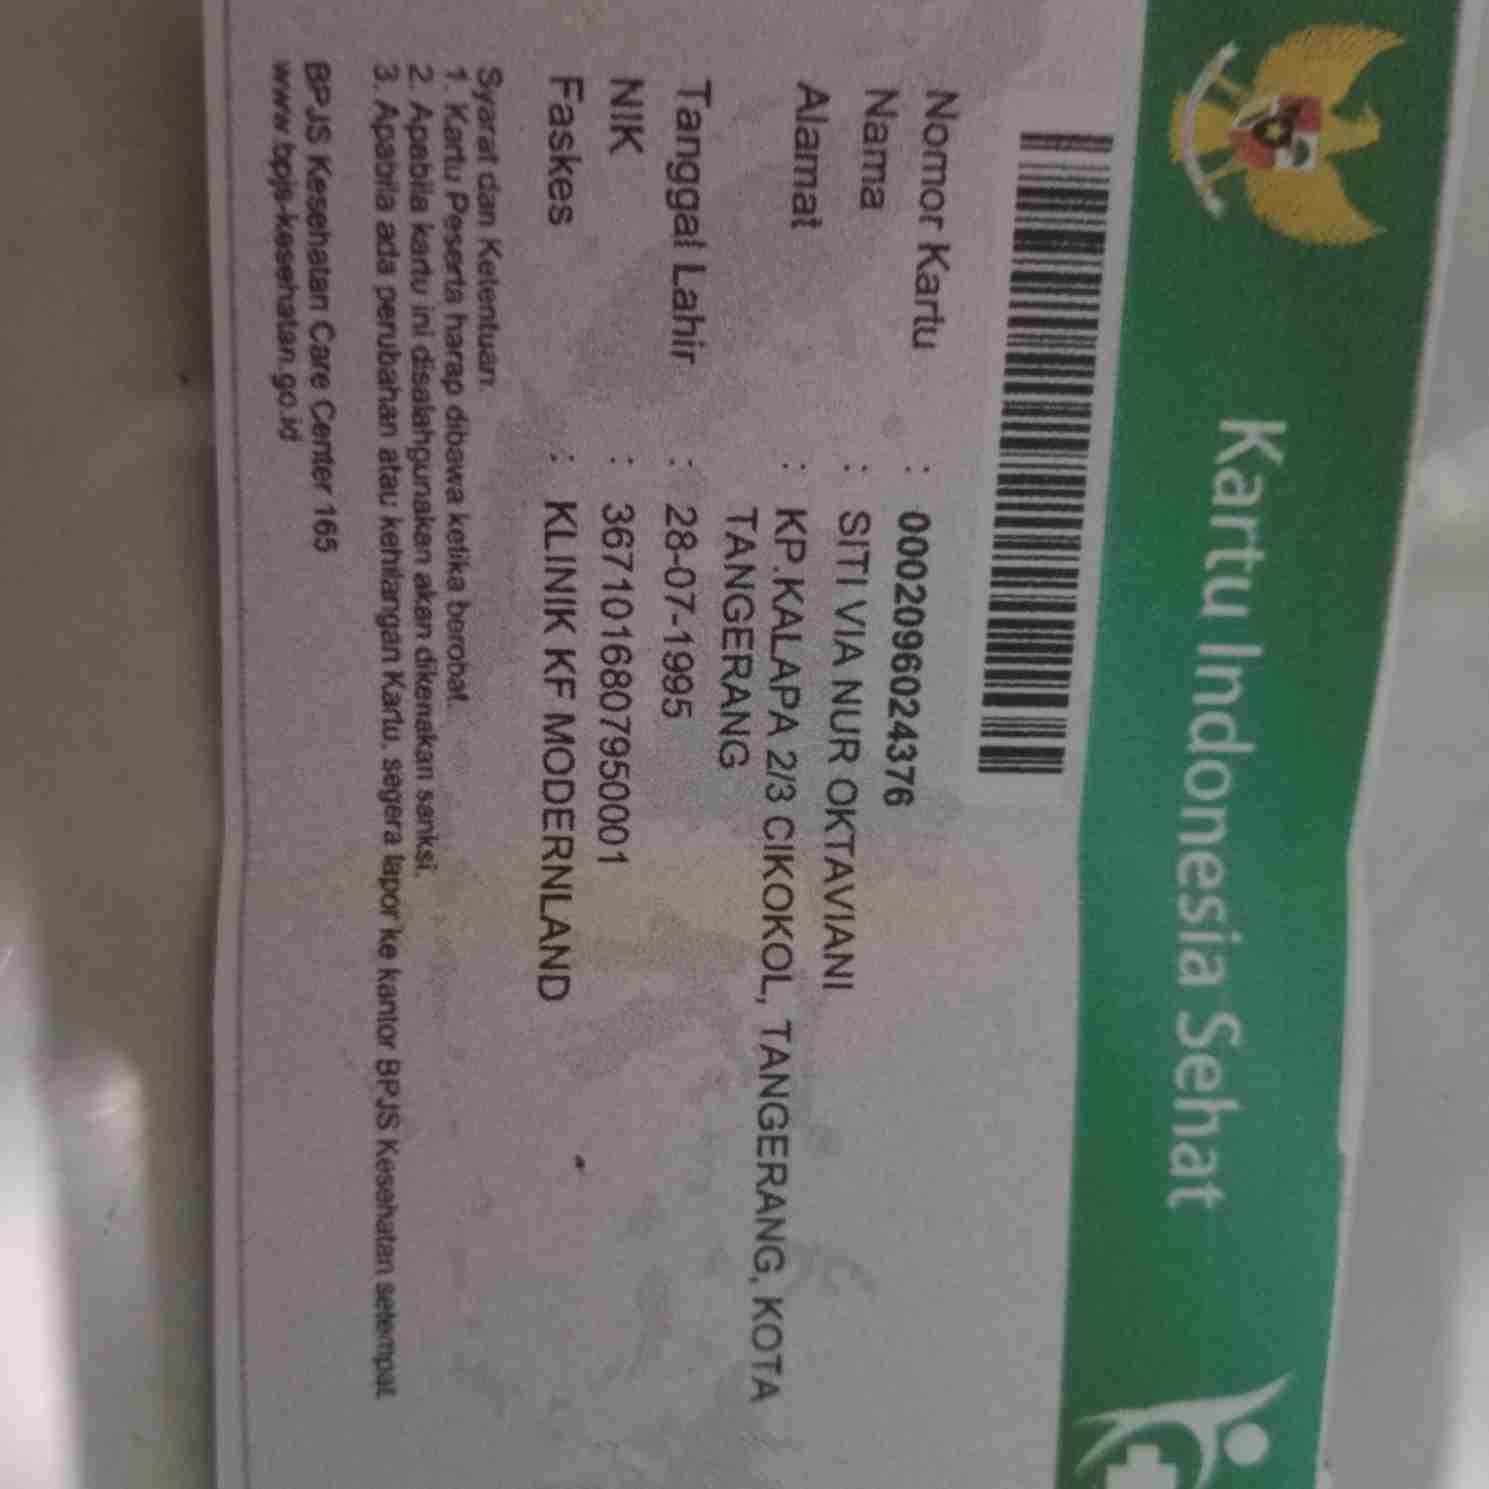 Kartu Indonesia Sehat
Nomor Kartu : 0002096024376
Nama : SITI VIA NUR OKTAVIANI
Alamat : KP.KALAPA 2/3 CIKOKOL, TANGERANG, KOTA
TANGERANG
Tanggal Lahir : 28-07-1995
NIK : 3671016807950001
Faskes : KLINIK KF MODERNLAND
Syarat dan Ketentuan.
1. Kartu Peserta harap dibawa ketika berobat.
2. Apabila kartu ini disalahgunakan akan dikenakan sanksi.
3. Apabila ada perubahan atau kehilangan Kartu, segera lapor ke kantor BPJS Kesehatan setempat
BPJS Kesehatan Care Center 165
www.bpjs-kesehatan.go.id